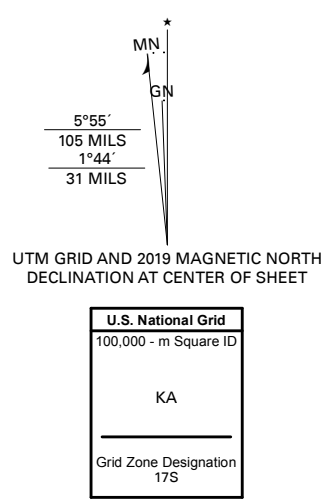 MN
GN
5°55´
105 MILS
1°44´
31 MILS
UTM GRID AND 2019 MAGNETIC NORTH
DECLINATION AT CENTER OF SHEET
U.S. National Grid
100,000 - m Square ID
KA
Grid Zone Designation
17S